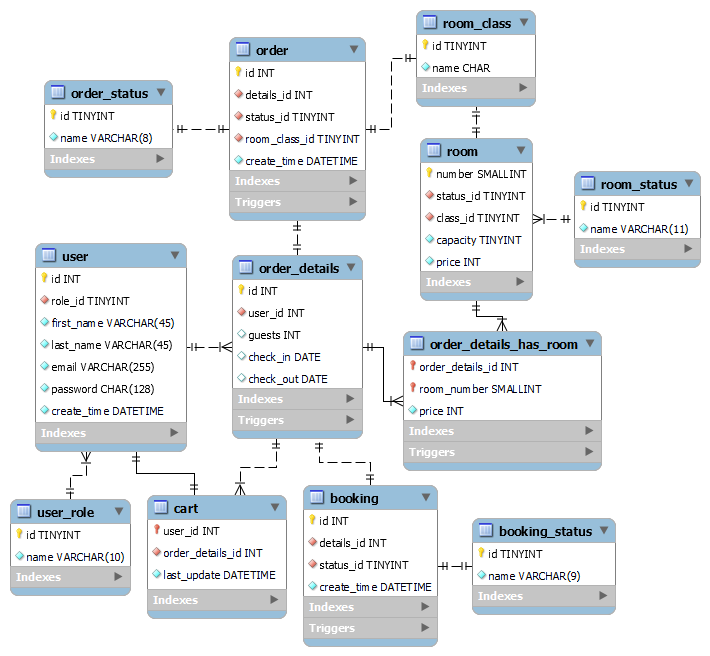 room_class
id TINYINT
name CHAR
Indexes
order
id INT
details_id INT
status_id TINYINT
room_class_id TINYINT
create_time DATETIME
Indexes
Triggers
order_status
id TINYINT
name VARCHAR(8)
Indexes
room
number SMALLINT
status_id TINYINT
class_id TINYINT
capacity TINYINT
price INT
Indexes
room_status
id TINYINT
name VARCHAR(11)
Indexes
user
id INT
role_id TINYINT
first_name VARCHAR(45)
last_name VARCHAR(45)
email VARCHAR(255)
password CHAR(128)
create_time DATETIME
Indexes
order_details
id INT
user_id INT
guests INT
check_in DATE
check_out DATE
Indexes
Triggers
order_details_has_room
order_details_id INT
room_number SMALLINT
price INT
Indexes
Triggers
user_role
id TINYINT
name VARCHAR(10)
Indexes
cart
user_id INT
order_details_id INT
last_update DATETIME
Indexes
booking
id INT
details_id INT
status_id TINYINT
create_time DATETIME
Indexes
Triggers
booking_status
id TINYINT
name VARCHAR(9)
Indexes